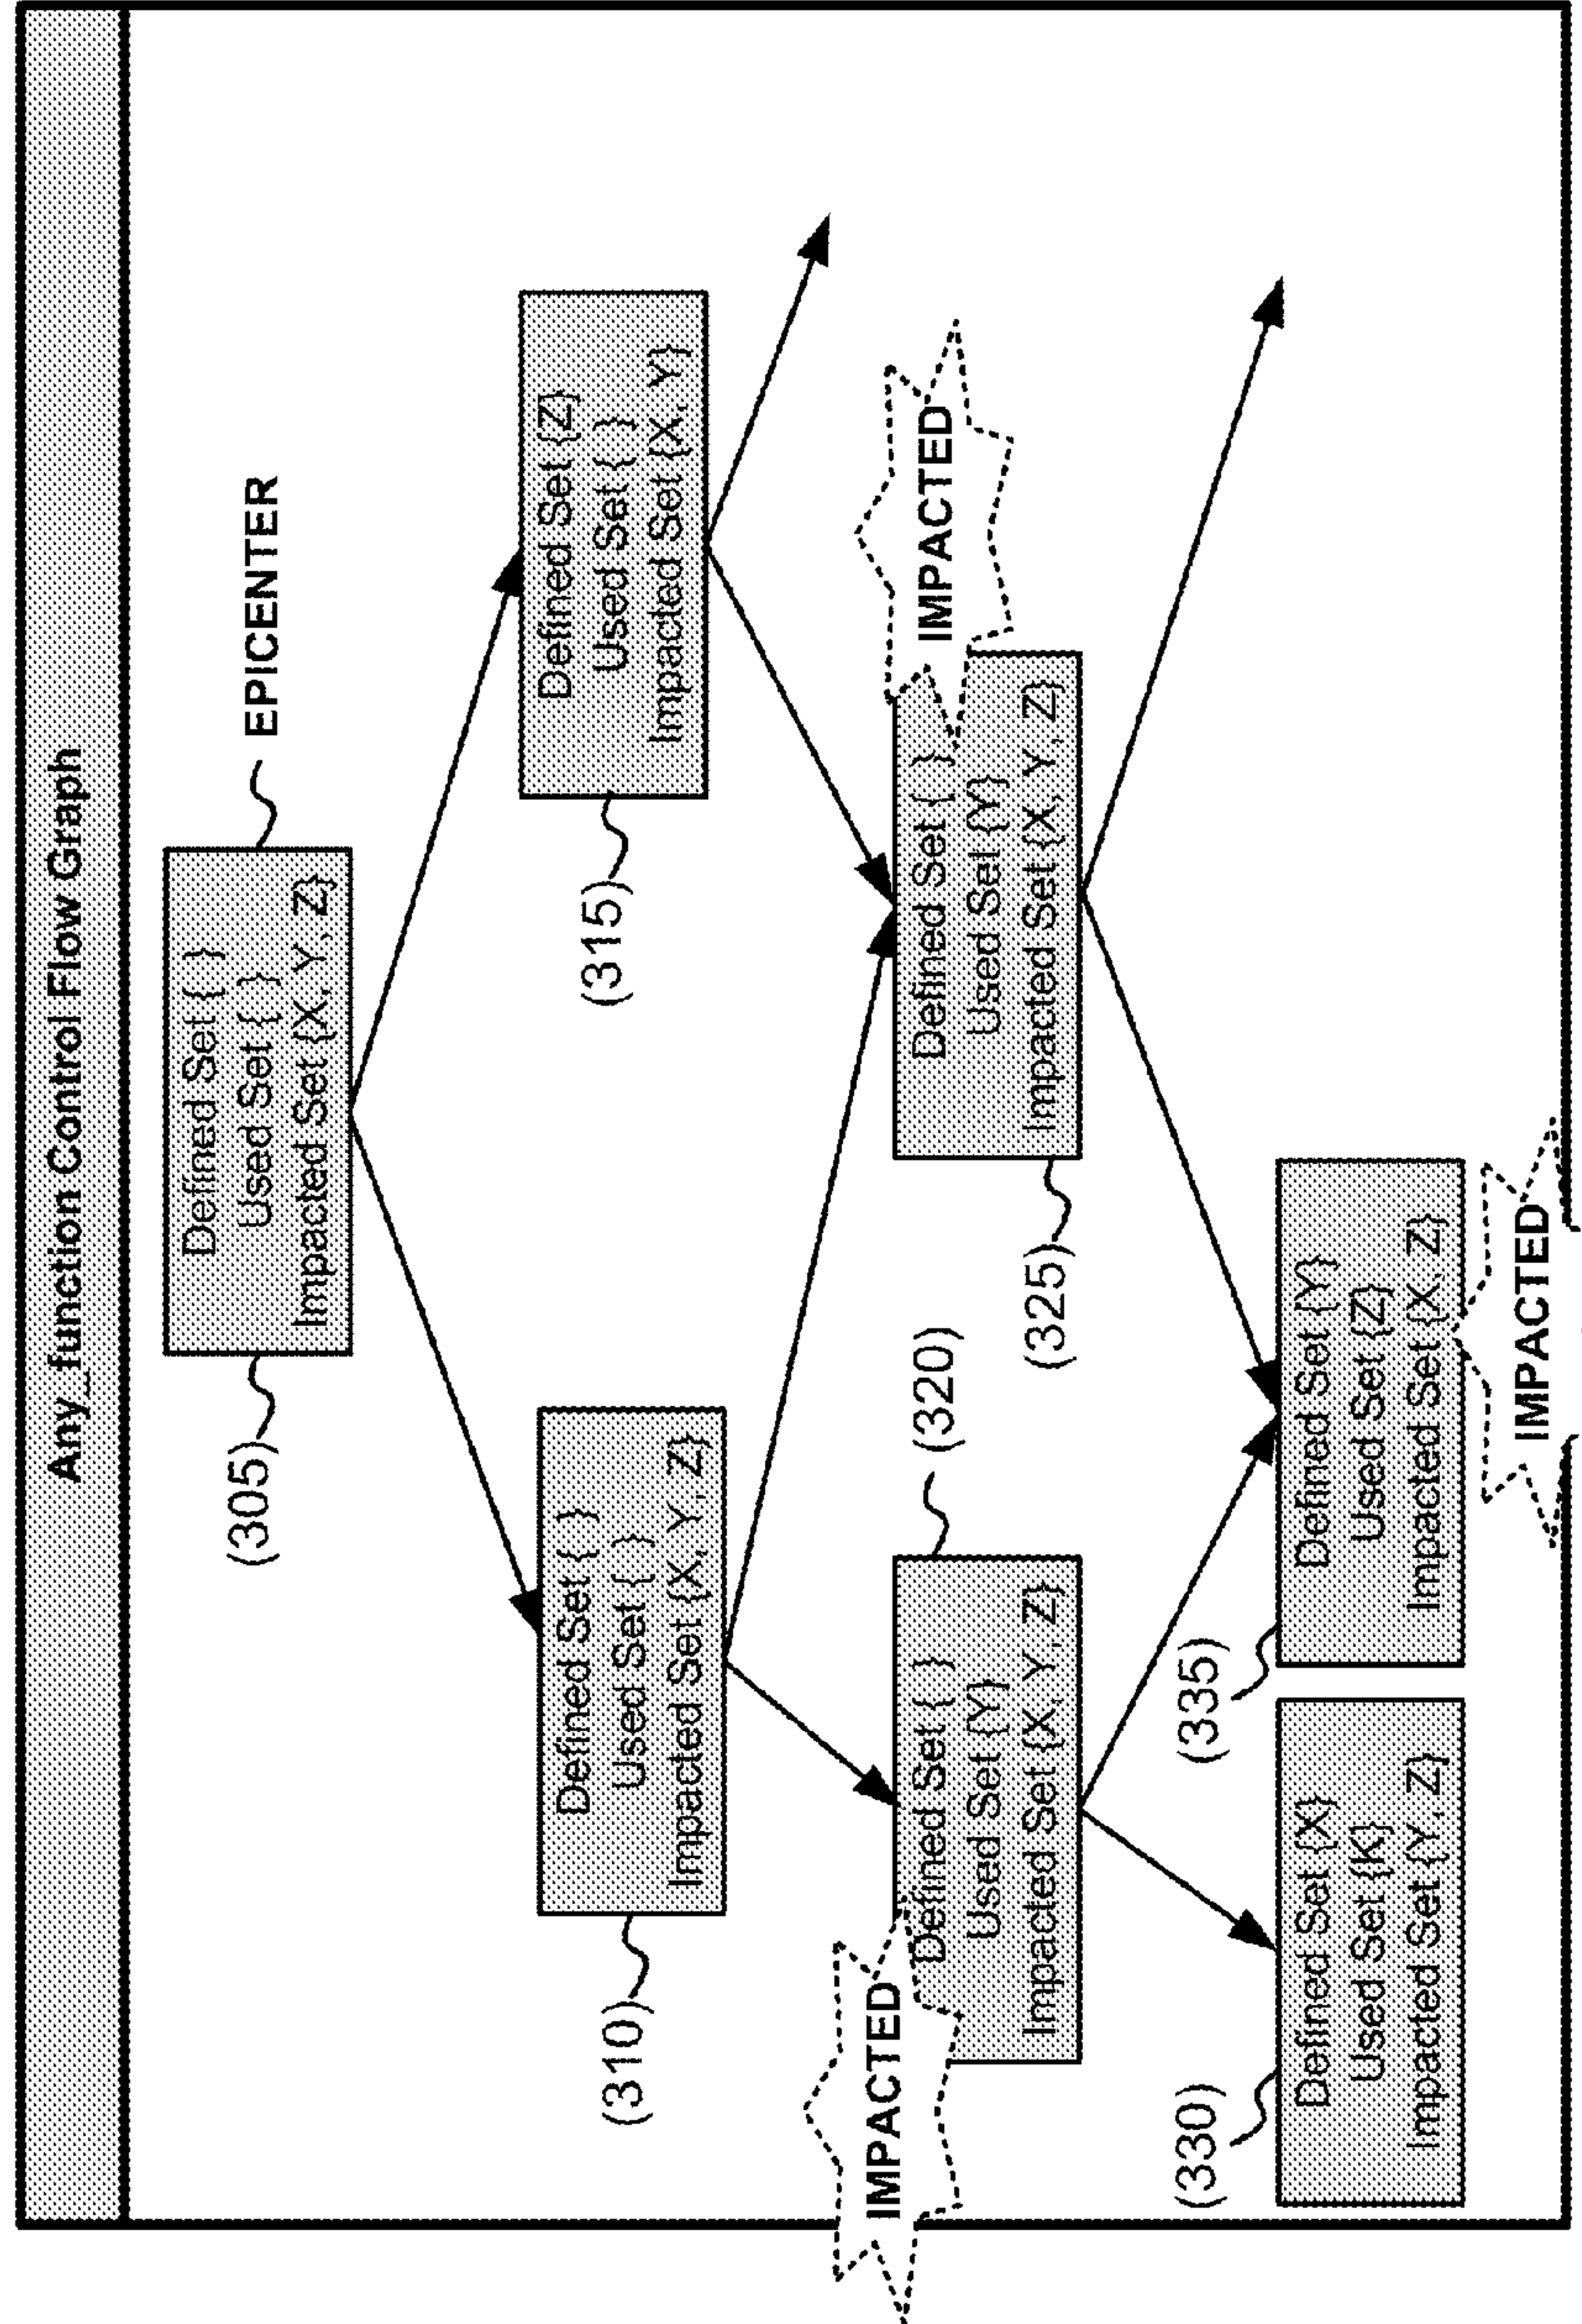 Any_function Control Flow Graph
(305)
Defined Set { }
Used Set { }
Impacted Set {X, Y, Z}
EPICENTER
(310)
Defined Set { }
Used Set { }
Impacted Set {X, Y, Z}
(315)
Defined Set {Z}
Used Set { }
Impacted Set {X, Y}
IMPACTED
Defined Set { }
Used Set {Y}
Impacted Set {X, Y, Z}
(320)
(325)
Defined Set { }
Used Set {Y}
Impacted Set {X, Y, Z}
IMPACTED
(330)
Defined Set {X}
Used Set {K}
Impacted Set {Y, Z}
(335)
Defined Set {Y}
Used Set {Z}
Impacted Set {X, Z}
IMPACTED